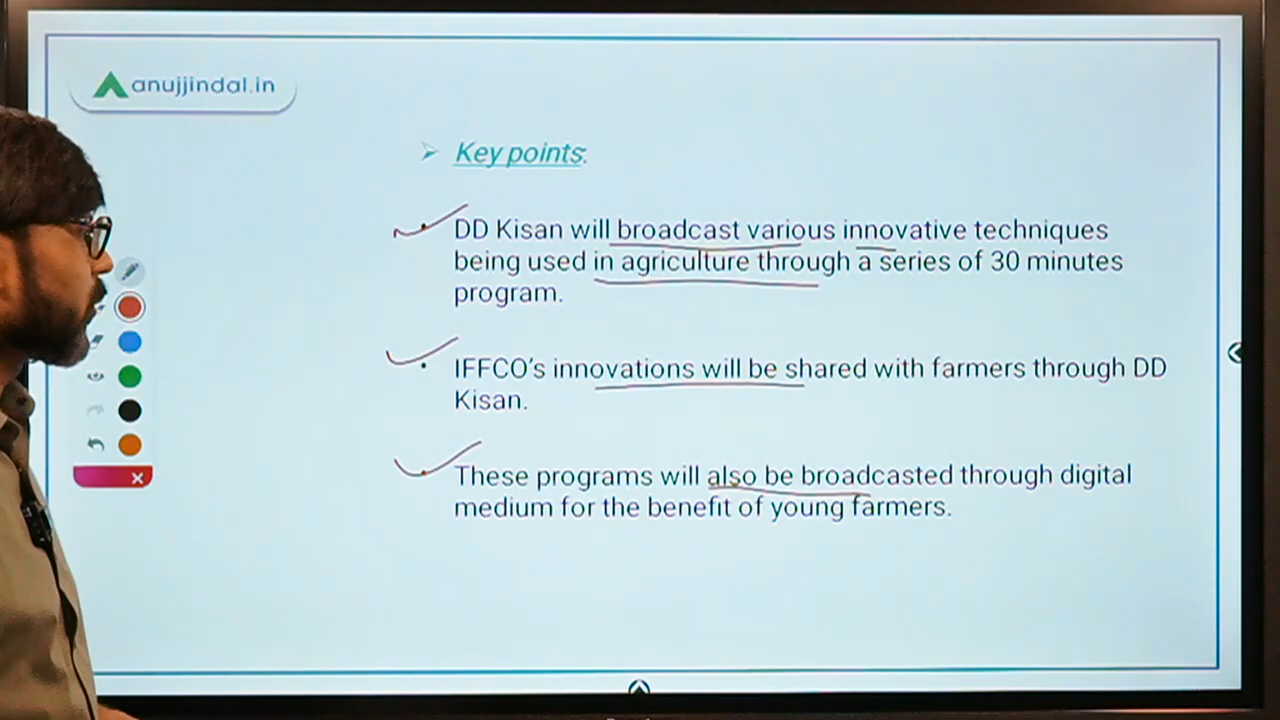 anujjindal.in
Key points:
DD Kisan will broadcast various innovative techniques
being used in agriculture through a series of 30 minutes
program.
IFFCO's innovations will be shared with farmers through DD
Kisan.
These programs will also be broadcasted through digital
medium for the benefit of young farmers.